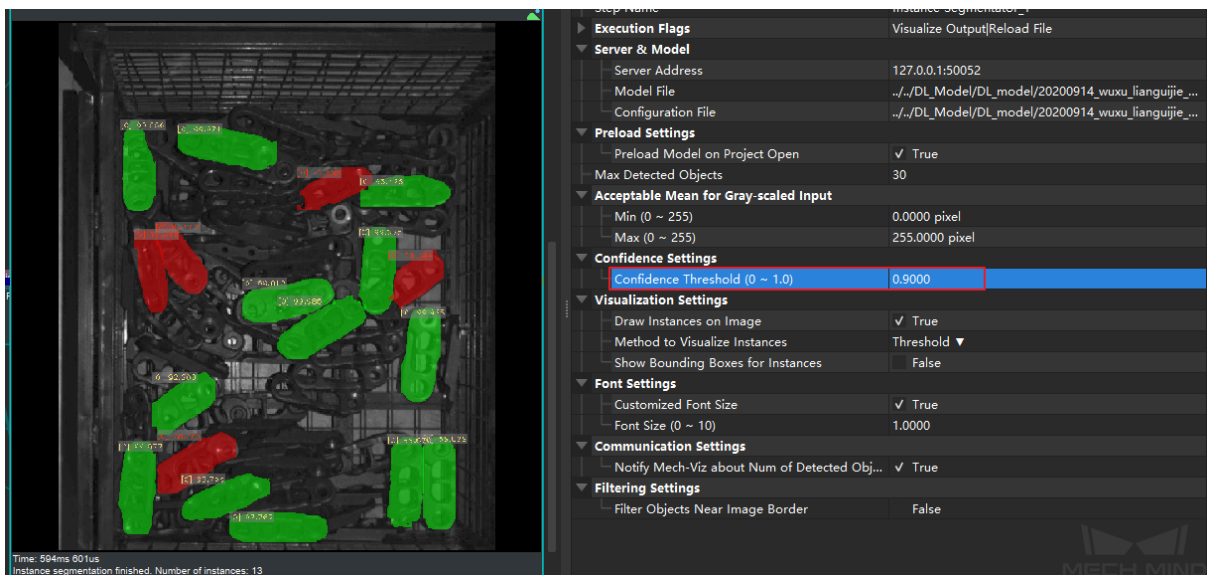 Execution Flags Visualize Output|Reload File
Server & Model
Server Address 127.0.0.1:50052
Model File ../../DL_Model/DL_model/20200914_wuxu_lianguijie_...
Configuration File ../../DL_Model/DL_model/20200914_wuxu_lianguijie_...
Preload Settings
Preload Model on Project Open True
Max Detected Objects 30
Acceptable Mean for Gray-scaled Input
Min (0 ~ 255) 0.0000 pixel
Max (0 ~ 255) 255.0000 pixel
Confidence Settings
Confidence Threshold (0 ~ 1.0) 0.9000
Visualization Settings
Draw Instances on Image True
Method to Visualize Instances Threshold ▼
Show Bounding Boxes for Instances False
Font Settings
Customized Font Size True
Font Size (0 ~ 10) 1.0000
Communication Settings
Notify Mech-Viz about Num of Detected Obj... True
Filtering Settings
Filter Objects Near Image Border False
Time: 594ms 601us
Instance segmentation finished. Number of instances: 13
MECH MIND